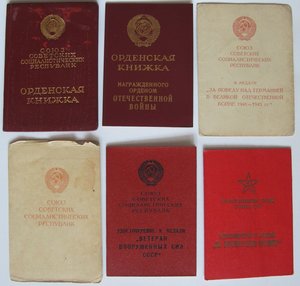 СОЮЗ
СОВЕТСКИХ
СОЦИАЛИСТИЧЕСКИХ
РЕСПУБЛИК
ОРДЕНСКАЯ
КНИЖКА
ОРДЕНСКАЯ
КНИЖКА
НАГРАЖДЕННОГО
ОРДЕНОМ
ОТЕЧЕСТВЕННОЙ
ВОЙНЫ
СОЮЗ
СОВЕТСКИХ
СОЦИАЛИСТИЧЕСКИХ
РЕСПУБЛИК
К МЕДАЛИ
„ЗА ПОБЕДУ НАД ГЕРМАНИЕЙ
В ВЕЛИКОЙ ОТЕЧЕСТВЕННОЙ
ВОЙНЕ 1941—1945 гг."
СОЮЗ
СОВЕТСКИХ
СОЦИАЛИСТИЧЕСКИХ
РЕСПУБЛИК
СОЮЗ
СОВЕТСКИХ
СОЦИАЛИСТИЧЕСКИХ
РЕСПУБЛИК
УДОСТОВЕРЕНИЕ К МЕДАЛИ
"ВЕТЕРАН
ВООРУЖЕННЫХ СИЛ
СССР"